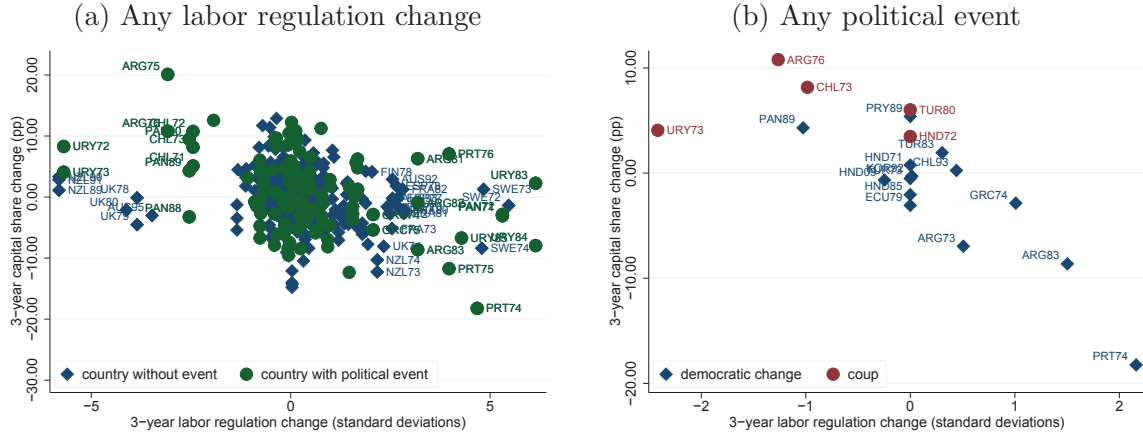 (a) Any labor regulation change
(b) Any political event
3−year capital share change (pp)
20.00
10.00
0.00
−10.00
−20.00
−30.00
ARG75
CHL72
CHL73
URY72
CHL71
PAN89
URY73
NZL91
NZL89
UK78
UK80
PAN88
UK79
FIN78
ARG81
PRT76
AUS92
URY83
SWE73
SWE72
ARG82
PAN72
FRA73
UK74
ARG83
URY84
SWE74
NZL74
NZL73
PRT75
PRT74
country without event
country with political event
−5
0
5
3−year labor regulation change (standard deviations)
3−year capital share change (pp)
10.00
0.00
−10.00
−20.00
ARG76
CHL73
URY73
PAN89
PRY89
TUR80
HND72
TUR83
HND71
CHL93
HND85
ECU79
GRC74
ARG73
ARG83
PRT74
democratic change
coup
−2
−1
0
1
2
3−year labor regulation change (standard deviations)